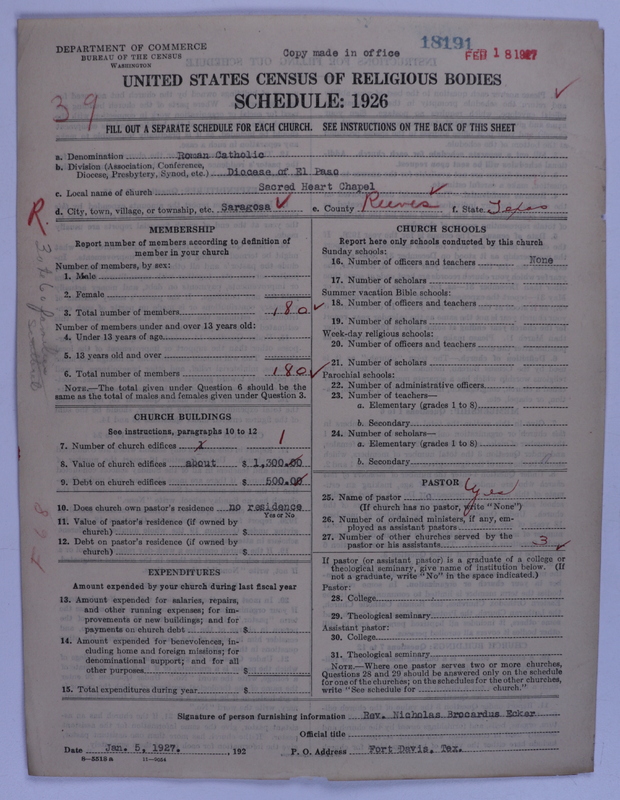 DEPARTMENT OF COMMERCE
BUREAU OF THE CENSUS
WASHINGTON
Copy made in office
18191
FEB 18 1927
UNITED STATES CENSUS OF RELIGIOUS BODIES
SCHEDULE: 1926
39
FILL OUT A SEPARATE SCHEDULE FOR EACH CHURCH. SEE INSTRUCTIONS ON THE BACK OF THIS SHEET
a. Denomination Roman Catholic
b. Division (Association, Conference,
Diocese, Presbytery, Synod, etc.) Diocese of El Paso
c. Local name of church Sacred Heart Chapel
d. City, town, village, or township, etc. Saragosa e. County Reeves f. State Texas
R.
MEMBERSHIP
Report number of members according to definition of
member in your church
Number of members, by sex:
1. Male
2. Female
3. Total number of members 180
Number of members under and over 13 years old:
4. Under 13 years of age
5. 13 years old and over
6. Total number of members 180
NOTE.—The total given under Question 6 should be the
same as the total of males and females given under Question 3.
CHURCH BUILDINGS
See instructions, paragraphs 10 to 12
7. Number of church edifices 1
8. Value of church edifices about $ 1,300.00
9. Debt on church edifices $ 500.00
10. Does church own pastor's residence no residence
Yes or No
11. Value of pastor's residence (if owned by
church) $
12. Debt on pastor's residence (if owned by
church) $
EXPENDITURES
Amount expended by your church during last fiscal year
13. Amount expended for salaries, repairs,
and other running expenses; for im-
provements or new buildings; and for
payments on church debt $
14. Amount expended for benevolences, in-
cluding home and foreign missions; for
denominational support; and for all
other purposes $
15. Total expenditures during year $
CHURCH SCHOOLS
Report here only schools conducted by this church
Sunday schools:
16. Number of officers and teachers None
17. Number of scholars
Summer vacation Bible schools:
18. Number of officers and teachers
19. Number of scholars
Week-day religious schools:
20. Number of officers and teachers
21. Number of scholars
Parochial schools:
22. Number of administrative officers
23. Number of teachers—
a. Elementary (grades 1 to 8)
b. Secondary
24. Number of scholars—
a. Elementary (grades 1 to 8)
b. Secondary
PASTOR
25. Name of pastor Yes
(If church has no pastor, write "None")
26. Number of ordained ministers, if any, em-
ployed as assistant pastors
27. Number of other churches served by the
pastor or his assistants 3
If pastor (or assistant pastor) is a graduate of a college or
theological seminary, give name of institution below. (If
not a graduate, write "No" in the space indicated.)
Pastor:
28. College
29. Theological seminary
Assistant pastor:
30. College
31. Theological seminary
NOTE.—Where one pastor serves two or more churches,
Questions 28 and 29 should be answered only on the schedule
for one of the churches; on the schedules for the other churches,
write "See schedule for church."
Signature of person furnishing information Rev. Nicholas Brocardus Ecker
Official title
Date Jan. 5, 1927. , 192 P. O. Address Fort Davis, Tex.
8—5515 a 11—9034